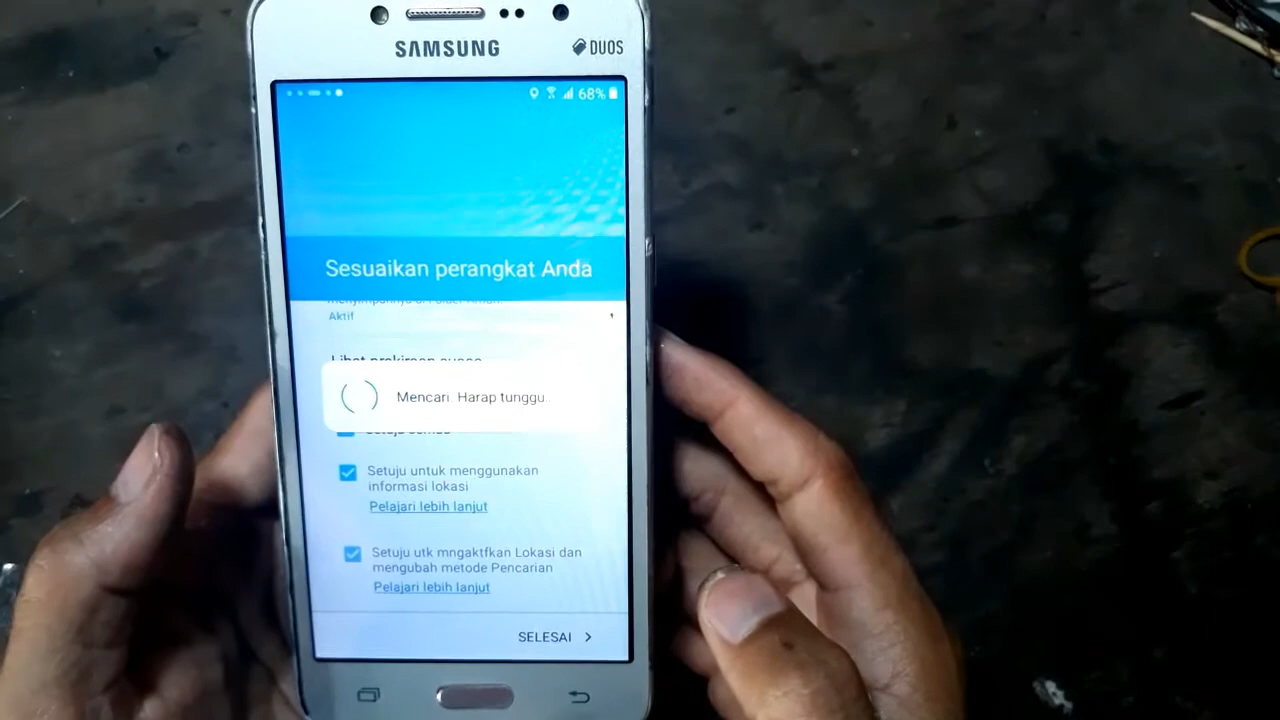 SAMSUNG
DUOS
68%
Sesuaikan perangkat Anda
Aktif
Mencari. Harap tunggu..
Setuju untuk menggunakan
informasi lokasi
Pelajari lebih lanjut
Setuju utk mngaktfkan Lokasi dan
mengubah metode Pencarian
Pelajari lebih lanjut
SELESAI >